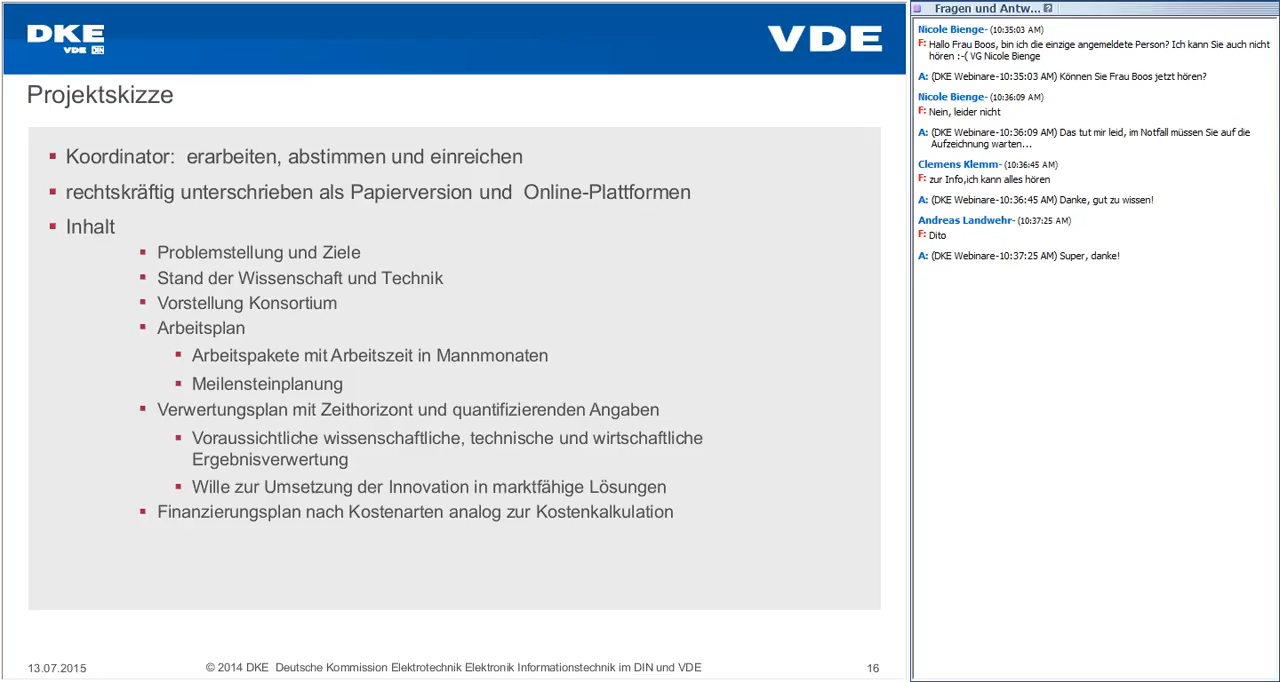 DKE
VDE DIN
VDE
Projektskizze
Koordinator: erarbeiten, abstimmen und einreichen
rechtskräftig unterschrieben als Papierversion und Online-Plattformen
Inhalt
Problemstellung und Ziele
Stand der Wissenschaft und Technik
Vorstellung Konsortium
Arbeitsplan
Arbeitspakete mit Arbeitszeit in Mannmonaten
Meilensteinplanung
Verwertungsplan mit Zeithorizont und quantifizierenden Angaben
Voraussichtliche wissenschaftliche, technische und wirtschaftliche
Ergebnisverwertung
Wille zur Umsetzung der Innovation in marktfähige Lösungen
Finanzierungsplan nach Kostenarten analog zur Kostenkalkulation
13.07.2015
© 2014 DKE Deutsche Kommission Elektrotechnik Elektronik Informationstechnik im DIN und VDE
16
Fragen und Antw... ?
Nicole Bienge- (10:35:03 AM)
F: Hallo Frau Boos, bin ich die einzige angemeldete Person? Ich kann Sie auch nicht
hören :-( VG Nicole Bienge
A: (DKE Webinare-10:35:03 AM) Können Sie Frau Boos jetzt hören?
Nicole Bienge- (10:36:09 AM)
F: Nein, leider nicht
A: (DKE Webinare-10:36:09 AM) Das tut mir leid, im Notfall müssen Sie auf die
Aufzeichnung warten...
Clemens Klemm- (10:36:45 AM)
F: zur Info,ich kann alles hören
A: (DKE Webinare-10:36:45 AM) Danke, gut zu wissen!
Andreas Landwehr- (10:37:25 AM)
F: Dito
A: (DKE Webinare-10:37:25 AM) Super, danke!